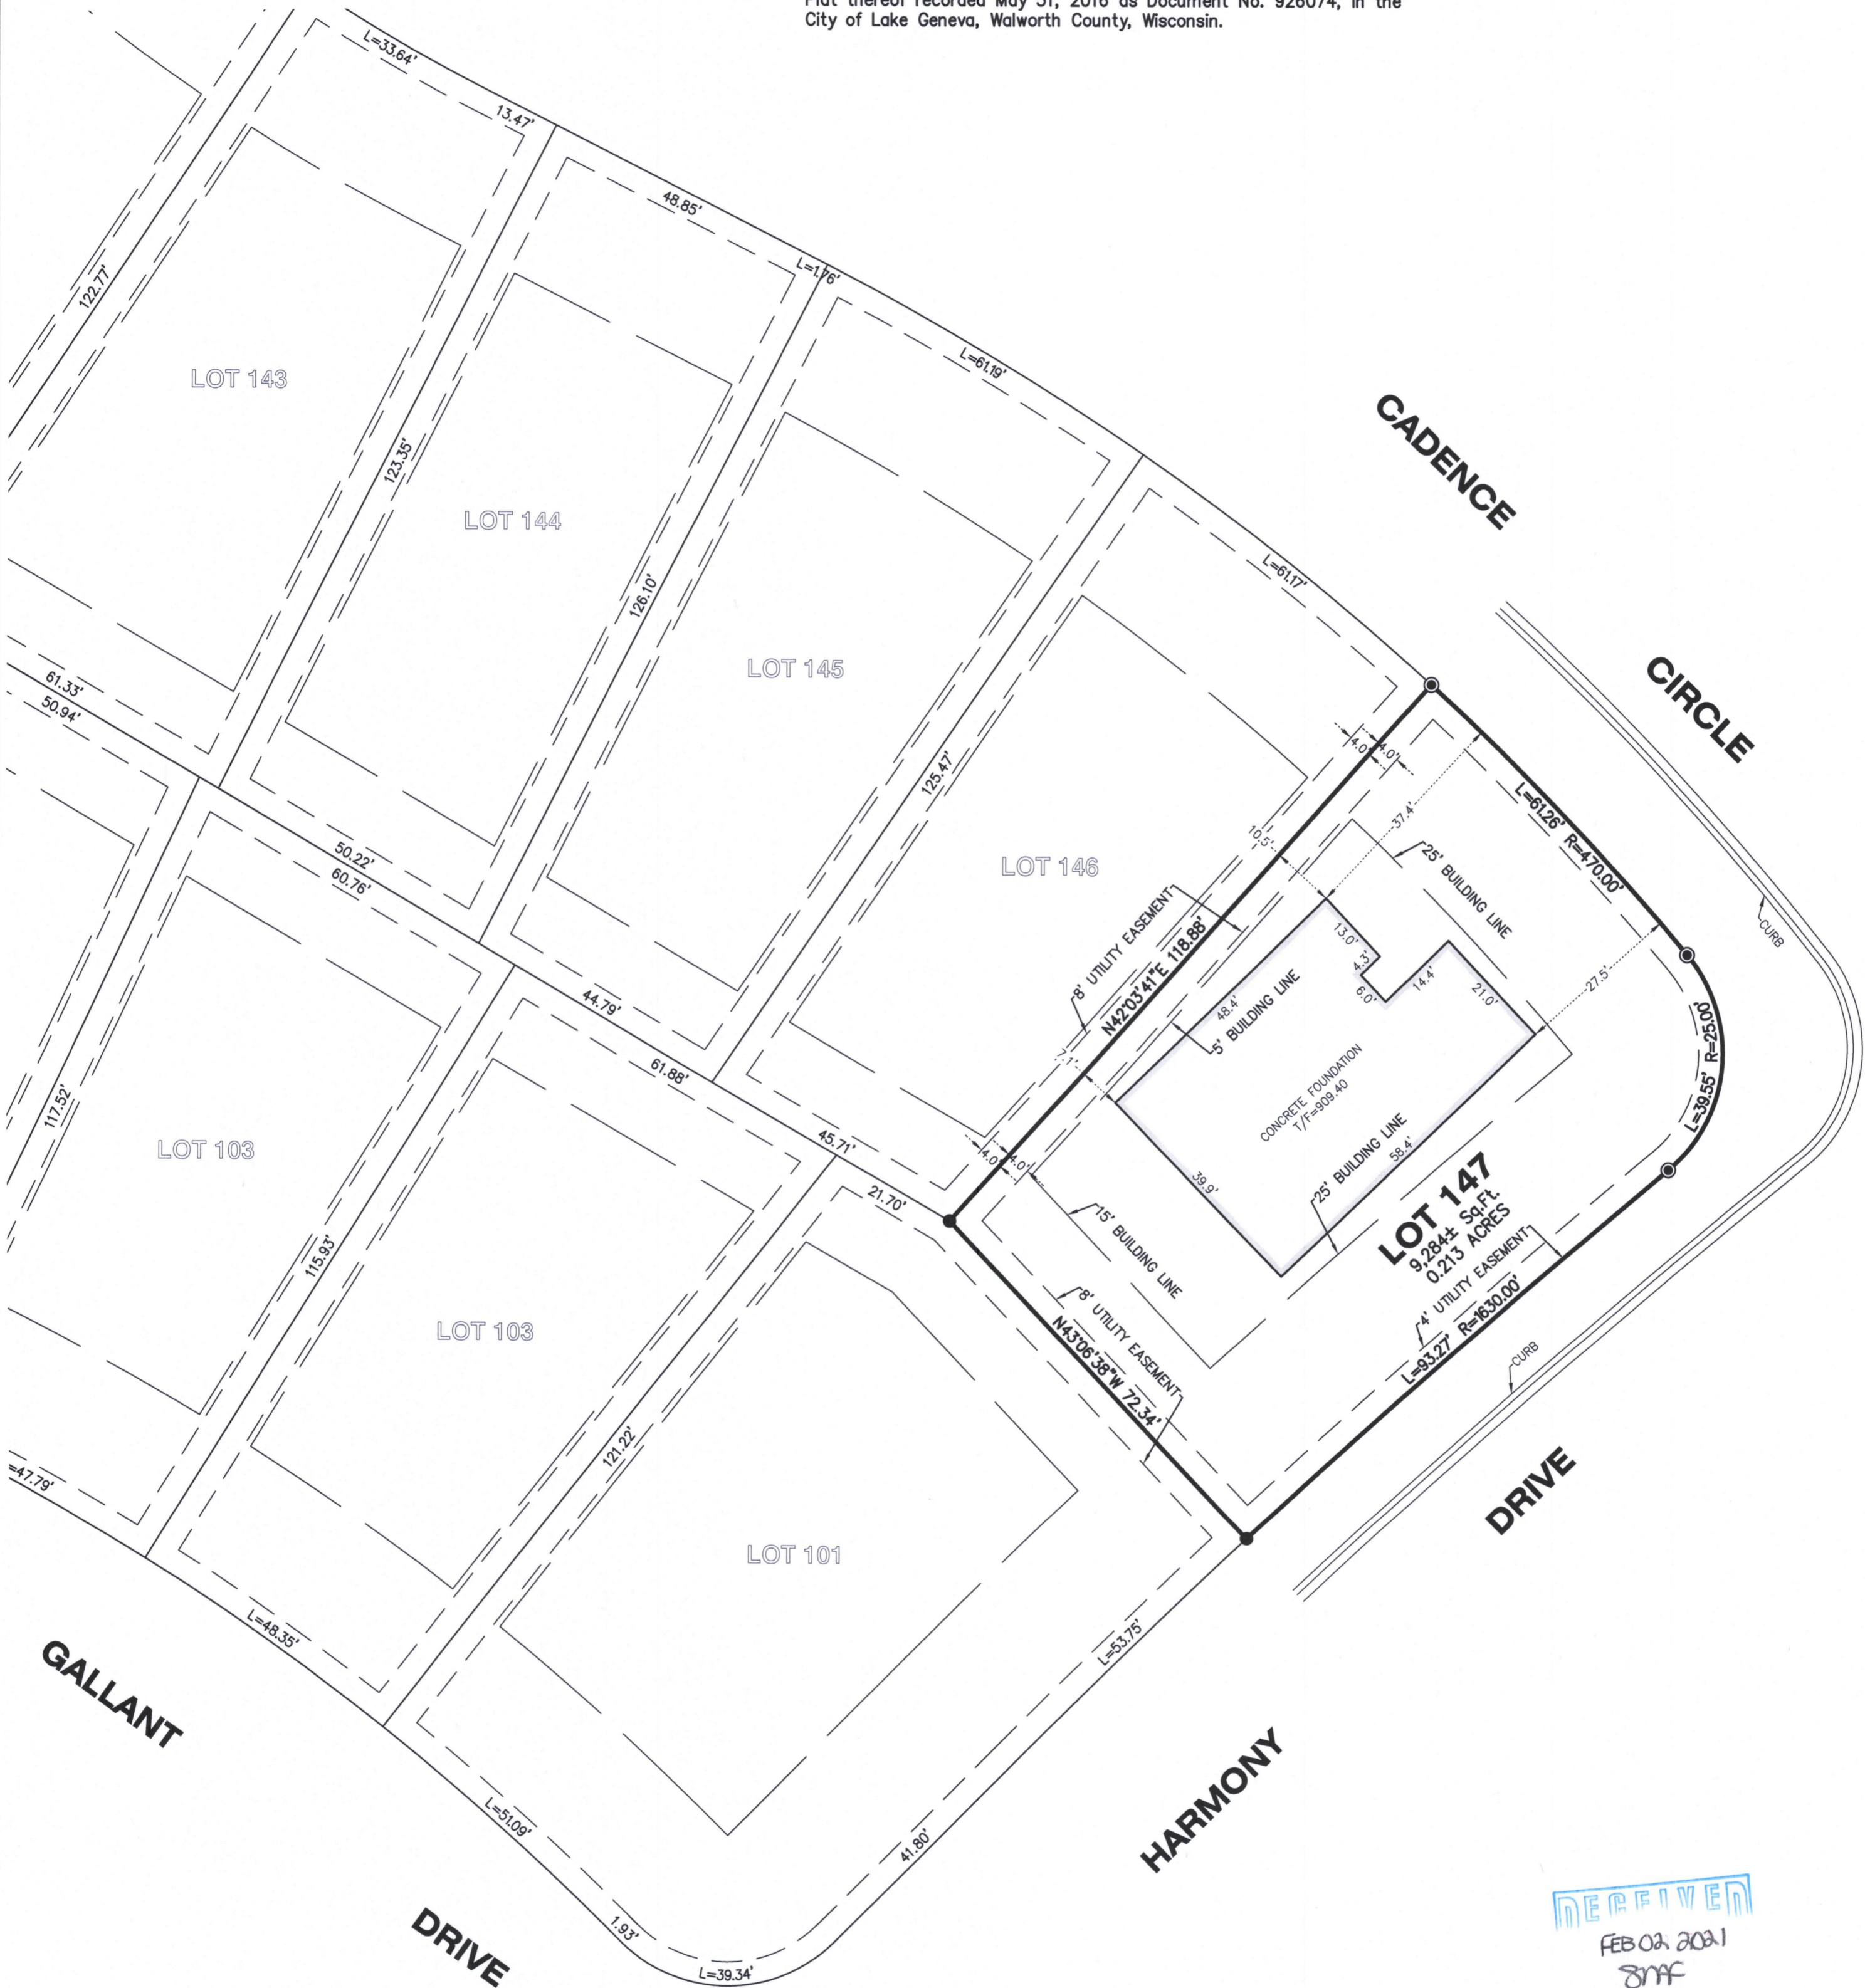 Plat thereof recorded May 31, 2016 as Document No. 926074, in the
City of Lake Geneva, Walworth County, Wisconsin.
L=33.64'
13.47'
48.85'
L=1.76'
L=61.19'
122.77'
LOT 143
123.35'
LOT 144
126.10'
LOT 145
125.47'
LOT 146
L=61.17'
CADENCE
CIRCLE
61.33'
50.94'
50.22'
60.76'
44.79'
61.88'
45.71'
21.70'
4.0'
4.0'
37.4'
10.5'
L=61.26' R=470.00'
25' BUILDING LINE
CURB
8' UTILITY EASEMENT
N42°03'41"E 118.88'
13.0'
4.3'
6.0'
14.4'
21.0'
27.5'
48.4'
5' BUILDING LINE
7.1'
CONCRETE FOUNDATION
T/F=909.40
L=39.55' R=25.00'
25' BUILDING LINE
58.4'
39.9'
4.0'
4.0'
15' BUILDING LINE
LOT 147
9,284± Sq.Ft.
0.213 ACRES
4' UTILITY EASEMENT
L=93.27' R=1630.00'
CURB
8' UTILITY EASEMENT
N43°06'38"W 72.34'
117.52'
LOT 103
115.93'
LOT 103
121.22'
LOT 101
=47.79'
L=48.35'
L=53.75'
DRIVE
GALLANT
L=51.09'
41.80'
HARMONY
1.93'
DRIVE
L=39.34'
RECEIVED
FEB 02 2021